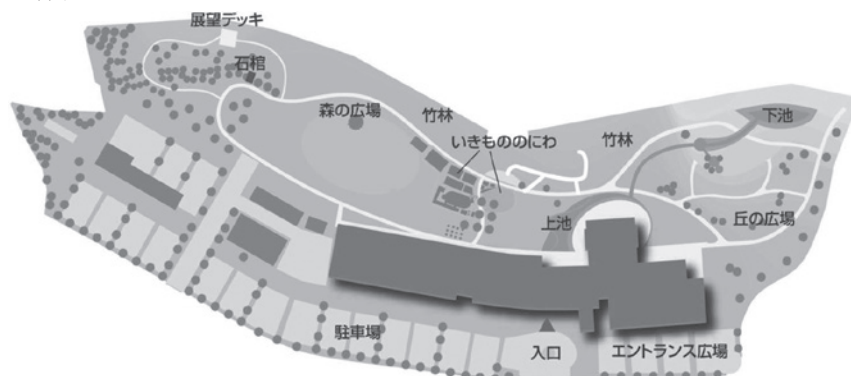 展望デッキ
石棺
森の広場
竹林
いきもののにわ
竹林
下池
上池
丘の広場
駐車場
入口
エントランス広場